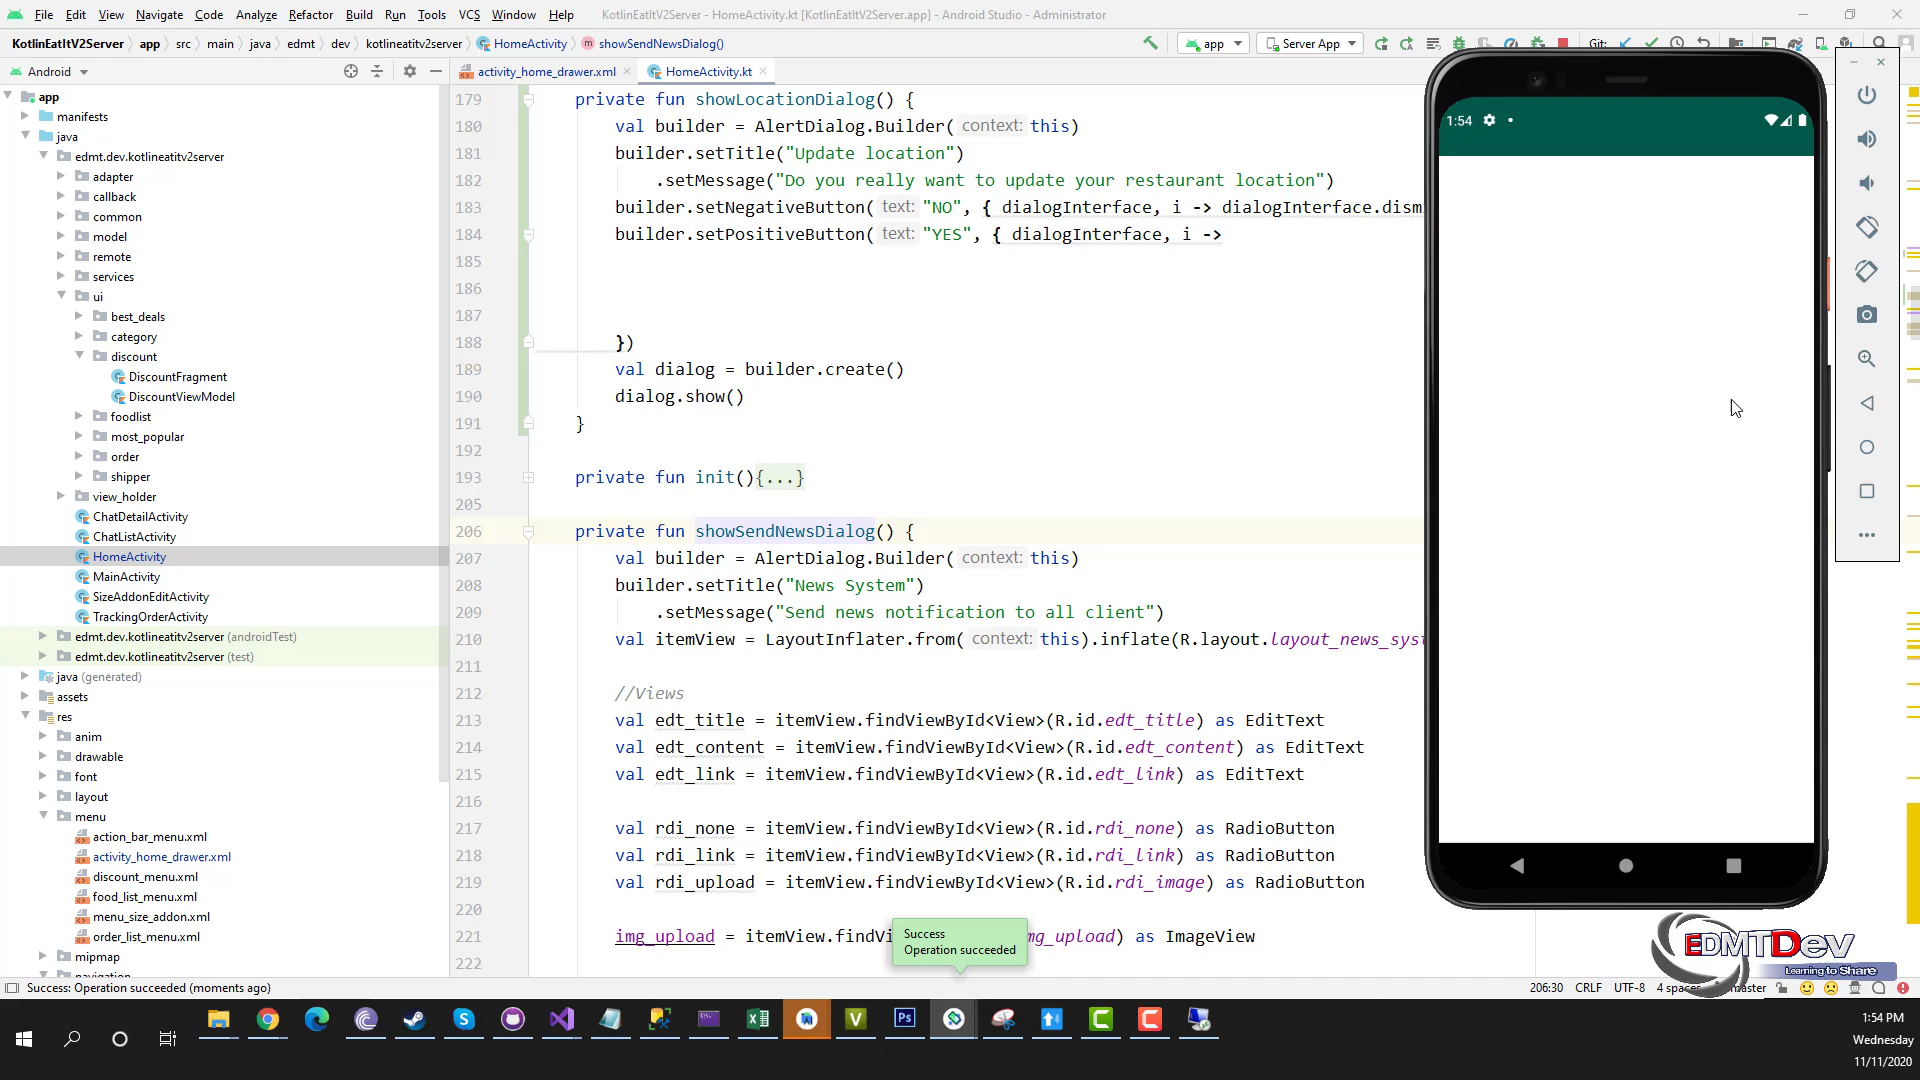 File Edit View Navigate Code Analyze Refactor Build Run Tools VCS Window Help KotlinEatItV2Server - HomeActivity.kt [KotlinEatItV2Server.app] - Android Studio - Administrator
KotlinEatItV2Server app src main java edmt dev kotlineatitv2server HomeActivity showSendNewsDialog() app Server App Git:
Android activity_home_drawer.xml HomeActivity.kt
app
manifests
java
edmt.dev.kotlineatitv2server
adapter
callback
common
model
remote
services
ui
best_deals
category
discount
DiscountFragment
DiscountViewModel
foodlist
most_popular
order
shipper
view_holder
ChatDetailActivity
ChatListActivity
HomeActivity
MainActivity
SizeAddonEditActivity
TrackingOrderActivity
edmt.dev.kotlineatitv2server (androidTest)
edmt.dev.kotlineatitv2server (test)
java (generated)
assets
res
anim
drawable
font
layout
menu
action_bar_menu.xml
activity_home_drawer.xml
discount_menu.xml
food_list_menu.xml
menu_size_addon.xml
order_list_menu.xml
mipmap
navigation
179 private fun showLocationDialog() {
180 val builder = AlertDialog.Builder( context: this)
181 builder.setTitle("Update location")
182 .setMessage("Do you really want to update your restaurant location")
183 builder.setNegativeButton( text: "NO", { dialogInterface, i -> dialogInterface.dismi
184 builder.setPositiveButton( text: "YES", { dialogInterface, i ->
185
186
187
188 })
189 val dialog = builder.create()
190 dialog.show()
191 }
192
193 private fun init(){...}
205
206 private fun showSendNewsDialog() {
207 val builder = AlertDialog.Builder( context: this)
208 builder.setTitle("News System")
209 .setMessage("Send news notification to all client")
210 val itemView = LayoutInflater.from( context: this).inflate(R.layout.layout_news_syst
211
212 //Views
213 val edt_title = itemView.findViewById<View>(R.id.edt_title) as EditText
214 val edt_content = itemView.findViewById<View>(R.id.edt_content) as EditText
215 val edt_link = itemView.findViewById<View>(R.id.edt_link) as EditText
216
217 val rdi_none = itemView.findViewById<View>(R.id.rdi_none) as RadioButton
218 val rdi_link = itemView.findViewById<View>(R.id.rdi_link) as RadioButton
219 val rdi_upload = itemView.findViewById<View>(R.id.rdi_image) as RadioButton
220
221 img_upload = itemView.findVi mg_upload) as ImageView
222
Success
Operation succeeded
1:54
EDMTDev
Learning to Share
Success: Operation succeeded (moments ago) 206:30 CRLF UTF-8 4 spaces master
1:54 PM
Wednesday
11/11/2020